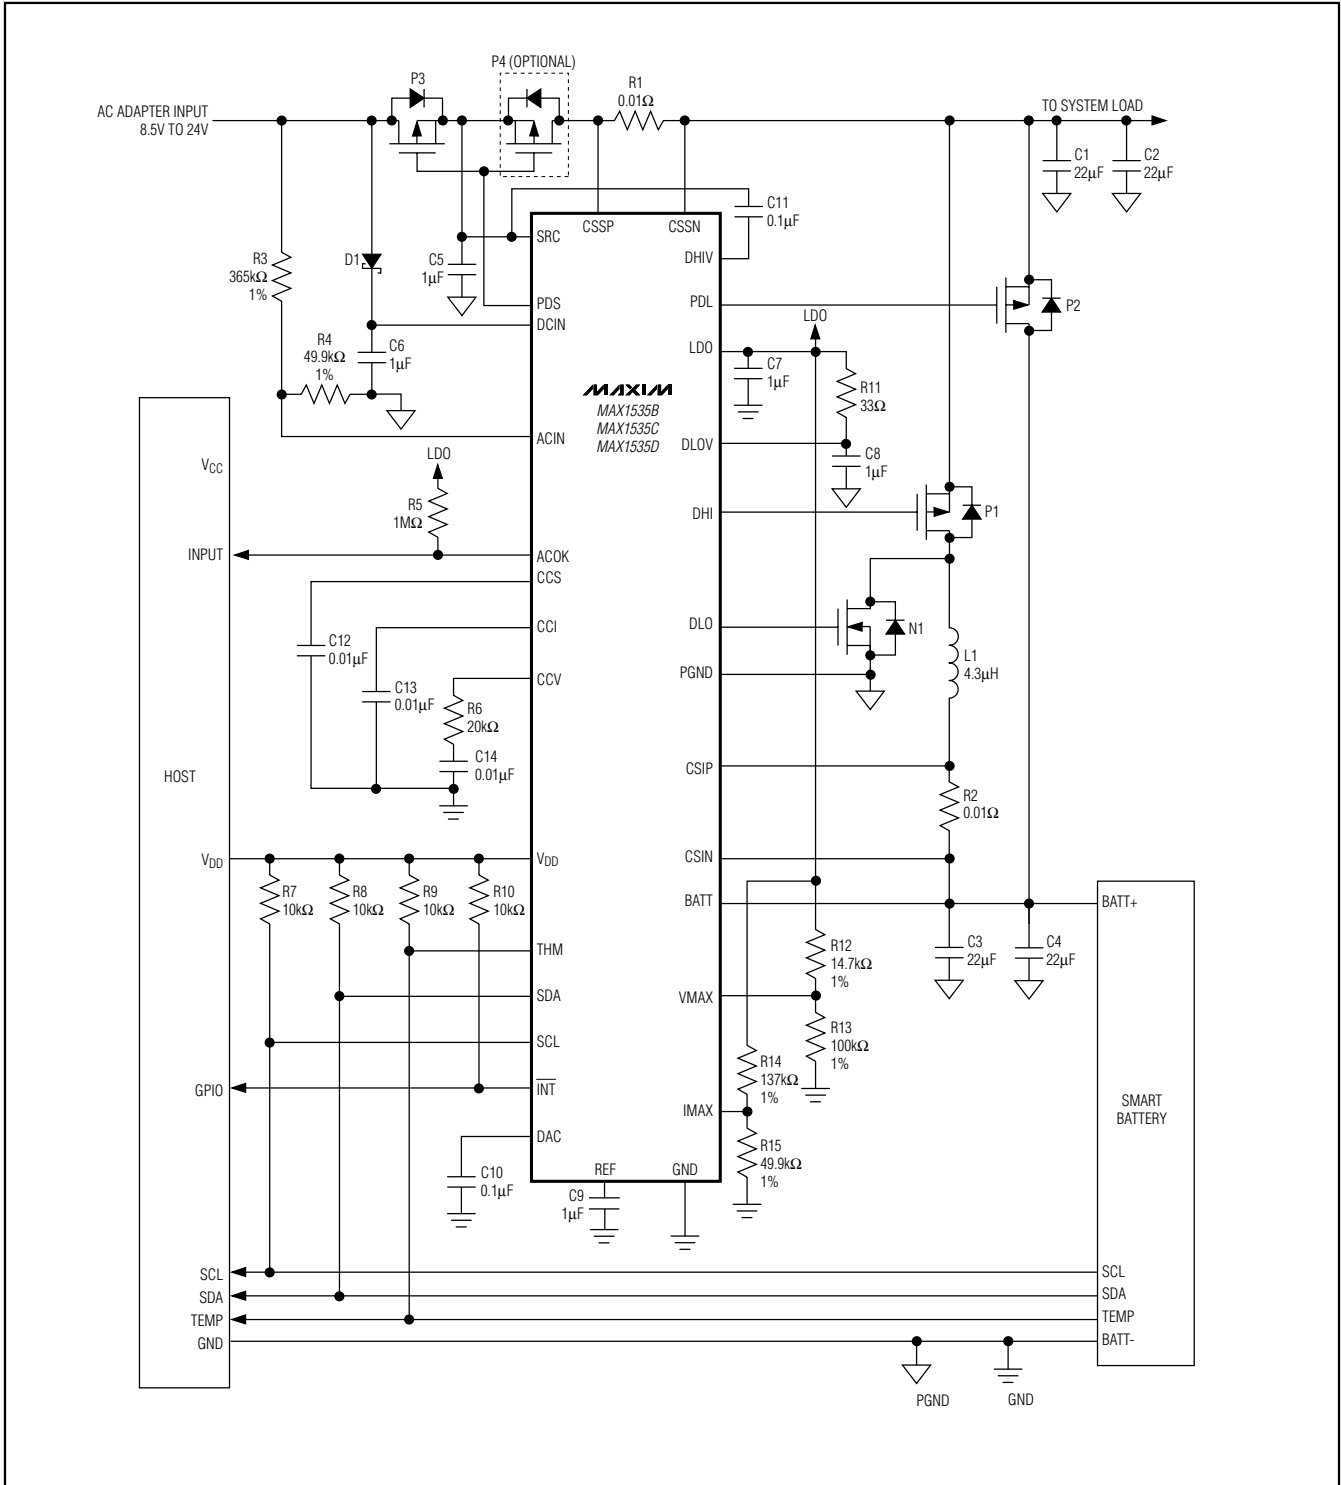 P4 (OPTIONAL)
P3
R1
0.01Ω
AC ADAPTER INPUT
8.5V TO 24V
TO SYSTEM LOAD
C1
22µF
C2
22µF
C11
0.1µF
CSSP
CSSN
SRC
DHIV
R3
365kΩ
1%
D1
C5
1µF
PDS
PDL
P2
DCIN
LDO
LDO
R4
49.9kΩ
1%
C6
1µF
C7
1µF
R11
33Ω
MAXIM
MAX1535B
MAX1535C
MAX1535D
ACIN
DLOV
C8
1µF
VCC
LDO
R5
1MΩ
DHI
P1
INPUT
ACOK
CCS
CCI
DLO
N1
C12
0.01µF
L1
4.3µH
PGND
CCV
C13
0.01µF
R6
20kΩ
C14
0.01µF
CSIP
HOST
R2
0.01Ω
VDD
VDD
CSIN
R7
10kΩ
R8
10kΩ
R9
10kΩ
R10
10kΩ
BATT
BATT+
THM
R12
14.7kΩ
1%
C3
22µF
C4
22µF
SDA
VMAX
SCL
R13
100kΩ
1%
R14
137kΩ
1%
GPIO
INT
IMAX
SMART
BATTERY
DAC
R15
49.9kΩ
1%
C10
0.1µF
REF
GND
C9
1µF
SCL
SCL
SDA
SDA
TEMP
TEMP
GND
BATT-
PGND
GND